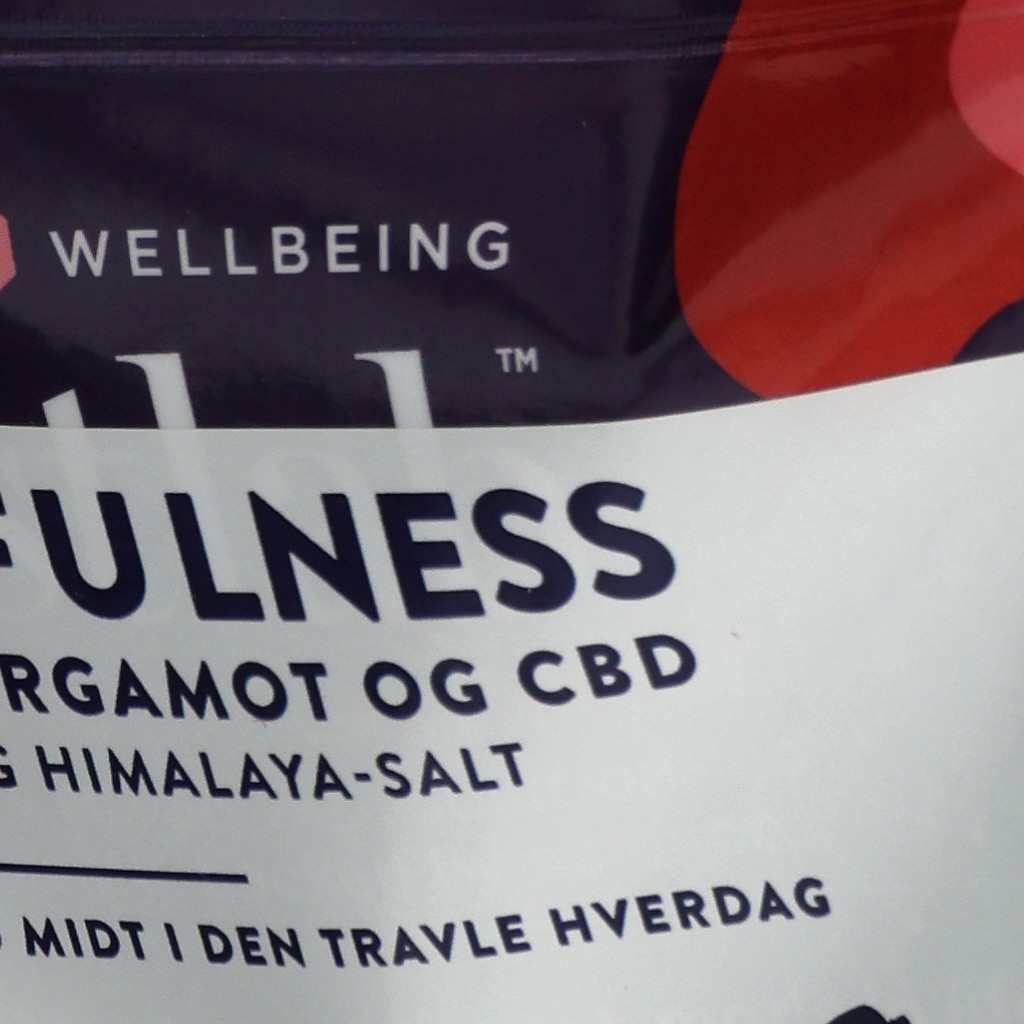 WELLBEING
TM
FULNESS
RGAMOT OG CBD
G HIMALAYA-SALT
MIDT I DEN TRAVLE HVERDAG